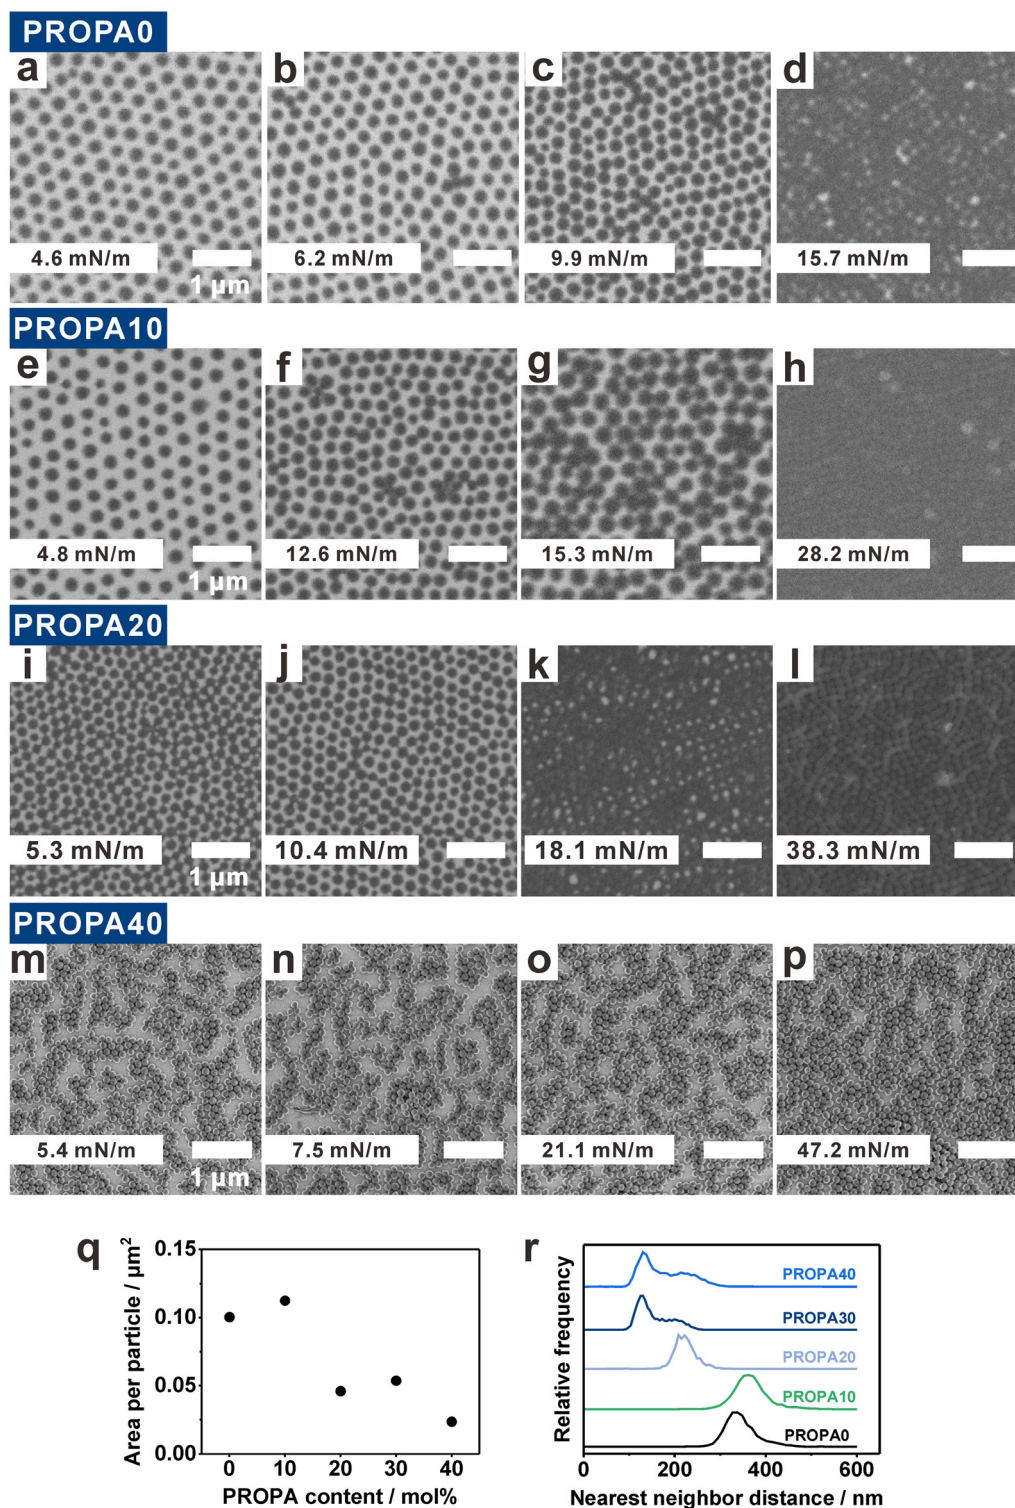 PROPA0
a b c d
4.6 mN/m 6.2 mN/m 9.9 mN/m 15.7 mN/m
1 μm
PROPA10
e f g h
4.8 mN/m 12.6 mN/m 15.3 mN/m 28.2 mN/m
1 μm
PROPA20
i j k l
5.3 mN/m 10.4 mN/m 18.1 mN/m 38.3 mN/m
1 μm
PROPA40
m n o p
5.4 mN/m 7.5 mN/m 21.1 mN/m 47.2 mN/m
1 μm
q
Area per particle / μm²
0.15
0.10
0.05
0.00
0 10 20 30 40
PROPA content / mol%
r
Relative frequency
PROPA40
PROPA30
PROPA20
PROPA10
PROPA0
0 200 400 600
Nearest neighbor distance / nm